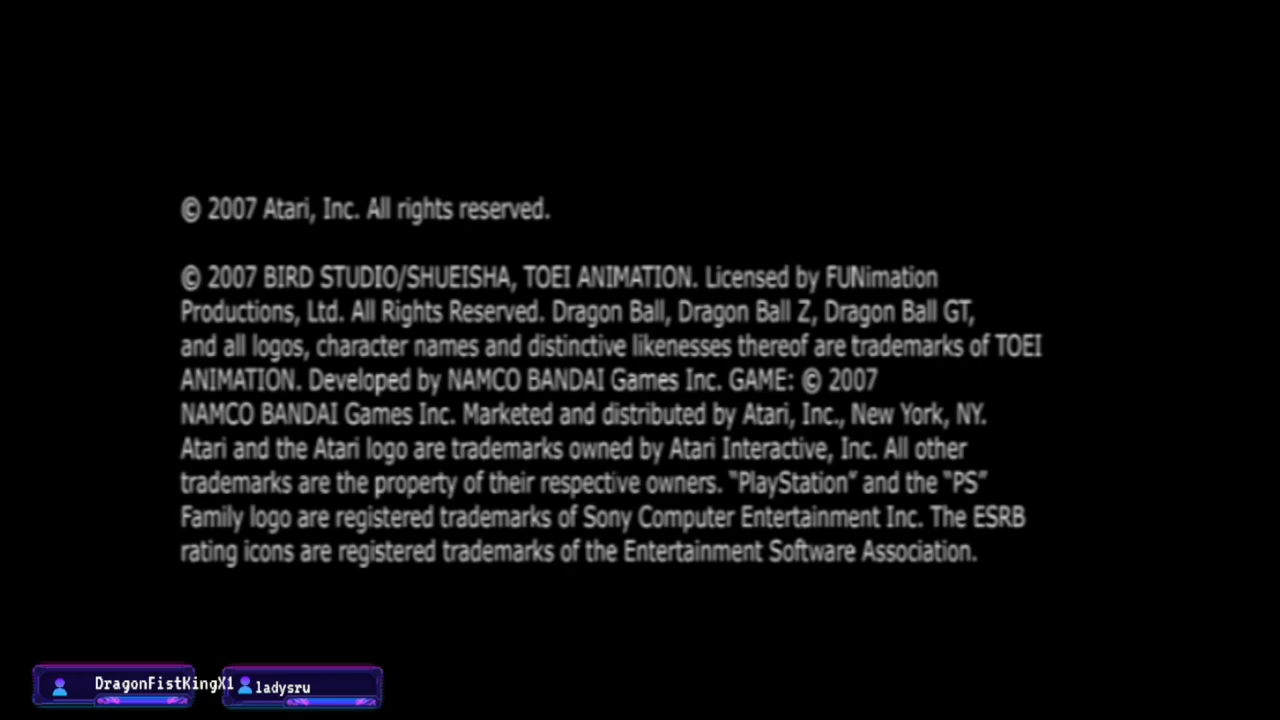 © 2007 Atari, Inc. All rights reserved.
© 2007 BIRD STUDIO/SHUEISHA, TOEI ANIMATION. Licensed by FUNimation
Productions, Ltd. All Rights Reserved. Dragon Ball, Dragon Ball Z, Dragon Ball GT,
and all logos, character names and distinctive likenesses thereof are trademarks of TOEI
ANIMATION. Developed by NAMCO BANDAI Games Inc. GAME: © 2007
NAMCO BANDAI Games Inc. Marketed and distributed by Atari, Inc., New York, NY.
Atari and the Atari logo are trademarks owned by Atari Interactive, Inc. All other
trademarks are the property of their respective owners. “PlayStation” and the “PS”
Family logo are registered trademarks of Sony Computer Entertainment Inc. The ESRB
rating icons are registered trademarks of the Entertainment Software Association.
DragonFistKingX1 ladysru